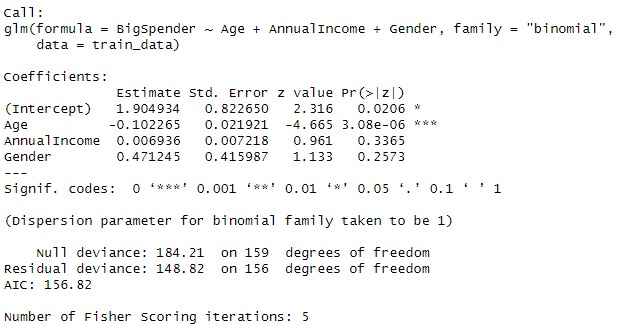 Call:
glm(formula = BigSpender ~ Age + AnnualIncome + Gender, family = "binomial",
    data = train_data)
Coefficients:
              Estimate Std. Error z value Pr(>|z|)
(Intercept)   1.904934   0.822650   2.316   0.0206 *
Age          -0.102265   0.021921  -4.665 3.08e-06 ***
AnnualIncome  0.006936   0.007218   0.961   0.3365
Gender        0.471245   0.415987   1.133   0.2573
---
Signif. codes:  0 ‘***’ 0.001 ‘**’ 0.01 ‘*’ 0.05 ‘.’ 0.1 ‘ ’ 1
(Dispersion parameter for binomial family taken to be 1)
    Null deviance: 184.21  on 159  degrees of freedom
Residual deviance: 148.82  on 156  degrees of freedom
AIC: 156.82
Number of Fisher Scoring iterations: 5